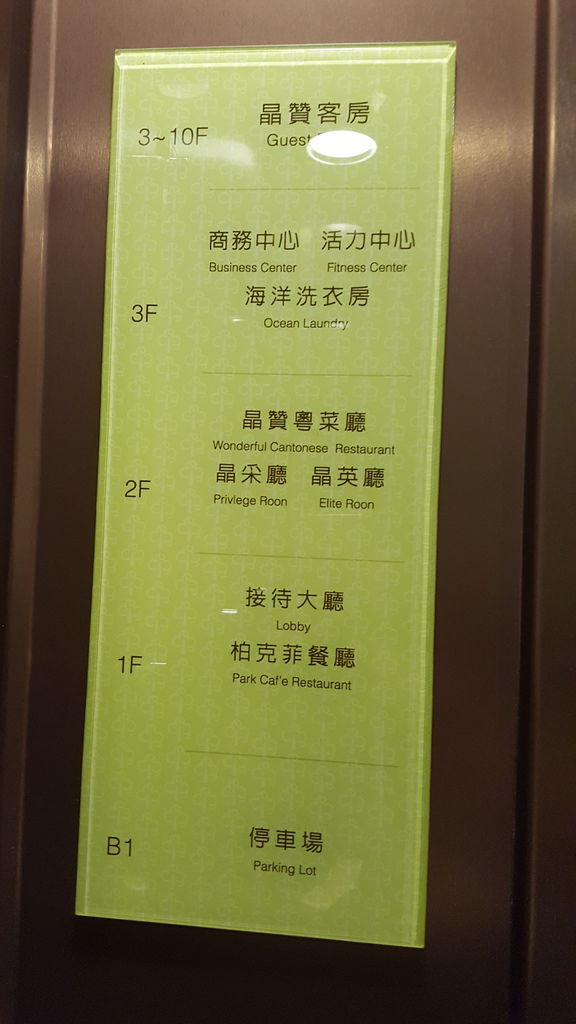 晶贊客房
3~10F
Guest
商務中心 活力中心
Business Center Fitness Center
海洋洗衣房
3F
Ocean Laundry
晶贊粵菜廳
Wonderful Cantonese Restaurant
晶采廳 晶英廳
2F
Privlege Roon Elite Roon
接待大廳
Lobby
柏克菲餐廳
1F
Park Caf'e Restaurant
停車場
B1
Parking Lot